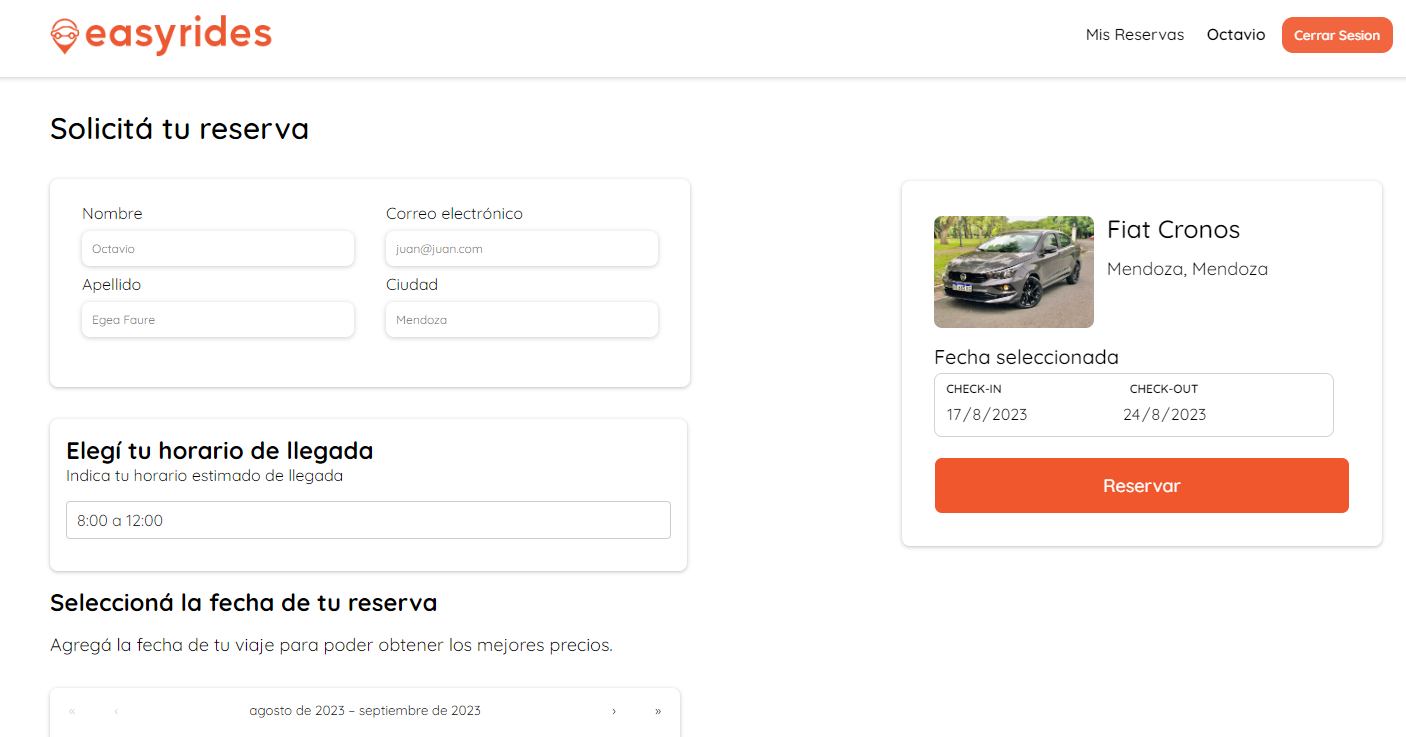 easyrides
Mis Reservas Octavio Cerrar Sesion
Solicitá tu reserva
Nombre Correo electrónico
Octavio juan@juan.com
Apellido Ciudad
Egea Faure Mendoza
Elegí tu horario de llegada
Indica tu horario estimado de llegada
8:00 a 12:00
Seleccioná la fecha de tu reserva
Agregá la fecha de tu viaje para poder obtener los mejores precios.
« ‹ agosto de 2023 – septiembre de 2023 › »
Fiat Cronos
Mendoza, Mendoza
Fecha seleccionada
CHECK-IN CHECK-OUT
17/8/2023 24/8/2023
Reservar